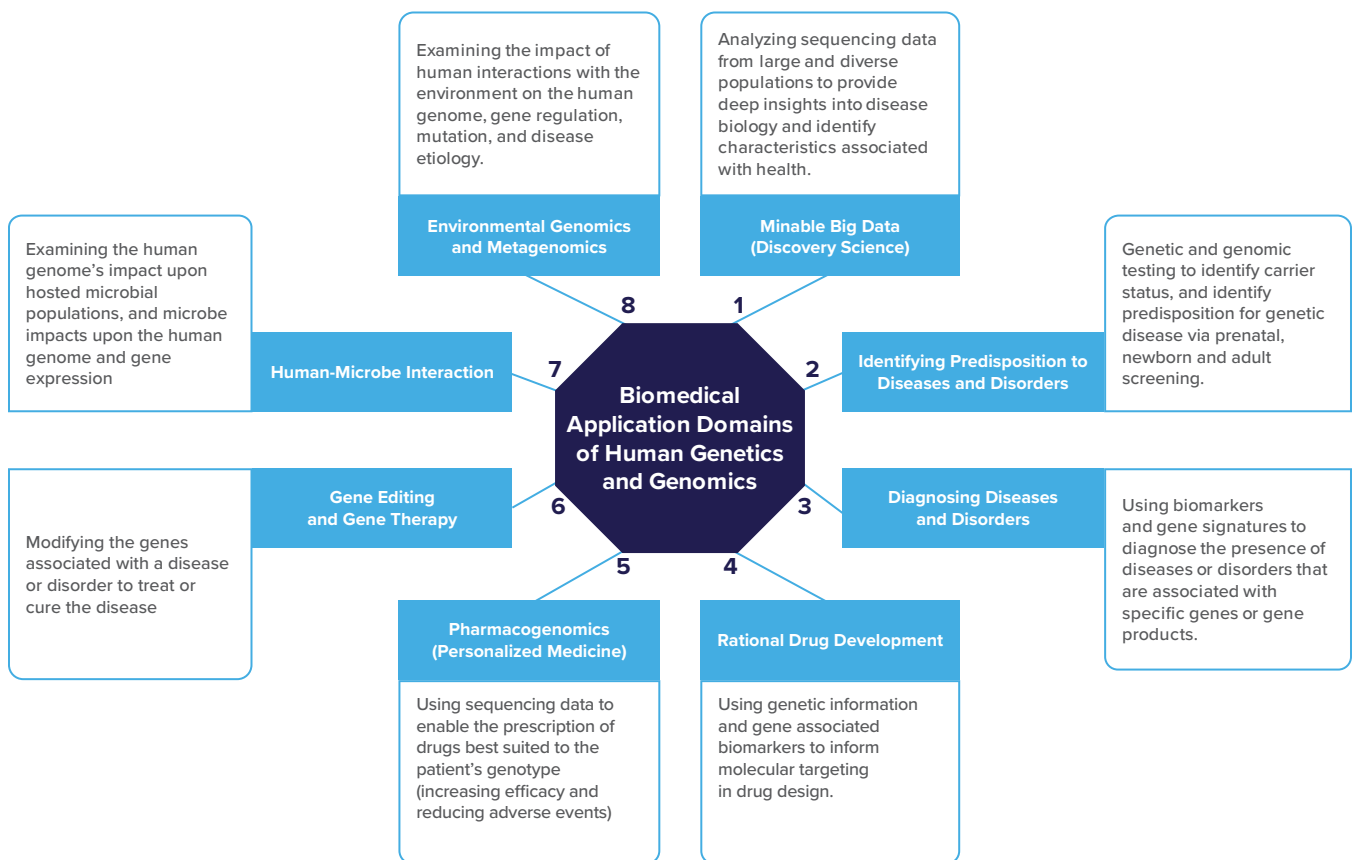 Biomedical
Application Domains
of Human Genetics
and Genomics
1
Minable Big Data
(Discovery Science)
Analyzing sequencing data
from large and diverse
populations to provide
deep insights into disease
biology and identify
characteristics associated
with health.
2
Identifying Predisposition to
Diseases and Disorders
Genetic and genomic
testing to identify carrier
status, and identify
predisposition for genetic
disease via prenatal,
newborn and adult
screening.
3
Diagnosing Diseases
and Disorders
Using biomarkers
and gene signatures to
diagnose the presence of
diseases or disorders that
are associated with
specific genes or gene
products.
4
Rational Drug Development
Using genetic information
and gene associated
biomarkers to inform
molecular targeting
in drug design.
5
Pharmacogenomics
(Personalized Medicine)
Using sequencing data to
enable the prescription of
drugs best suited to the
patient’s genotype
(increasing efficacy and
reducing adverse events)
6
Gene Editing
and Gene Therapy
Modifying the genes
associated with a disease
or disorder to treat or
cure the disease
7
Human-Microbe Interaction
Examining the human
genome’s impact upon
hosted microbial
populations, and microbe
impacts upon the human
genome and gene
expression
8
Environmental Genomics
and Metagenomics
Examining the impact of
human interactions with the
environment on the human
genome, gene regulation,
mutation, and disease
etiology.